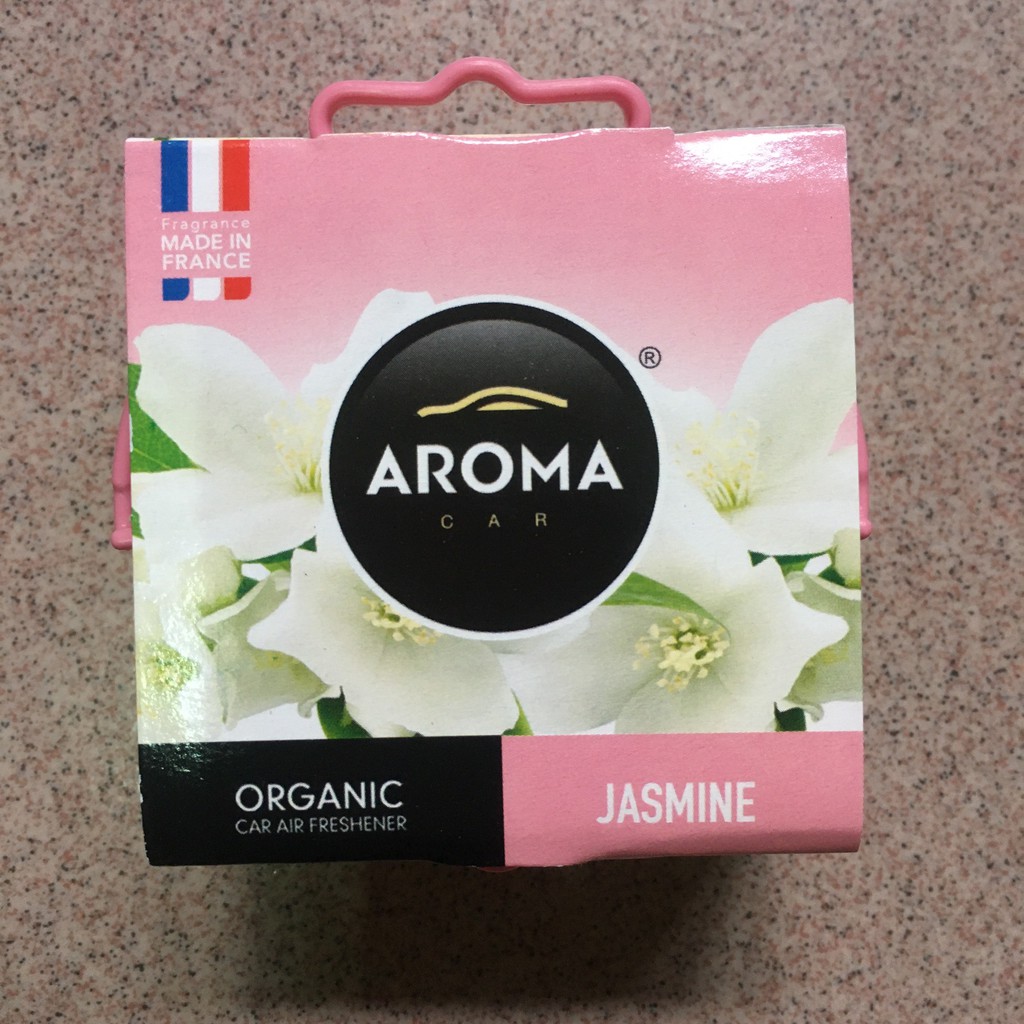 Fragrance
MADE IN
FRANCE
®
AROMA
CAR
ORGANIC
CAR AIR FRESHENER
JASMINE